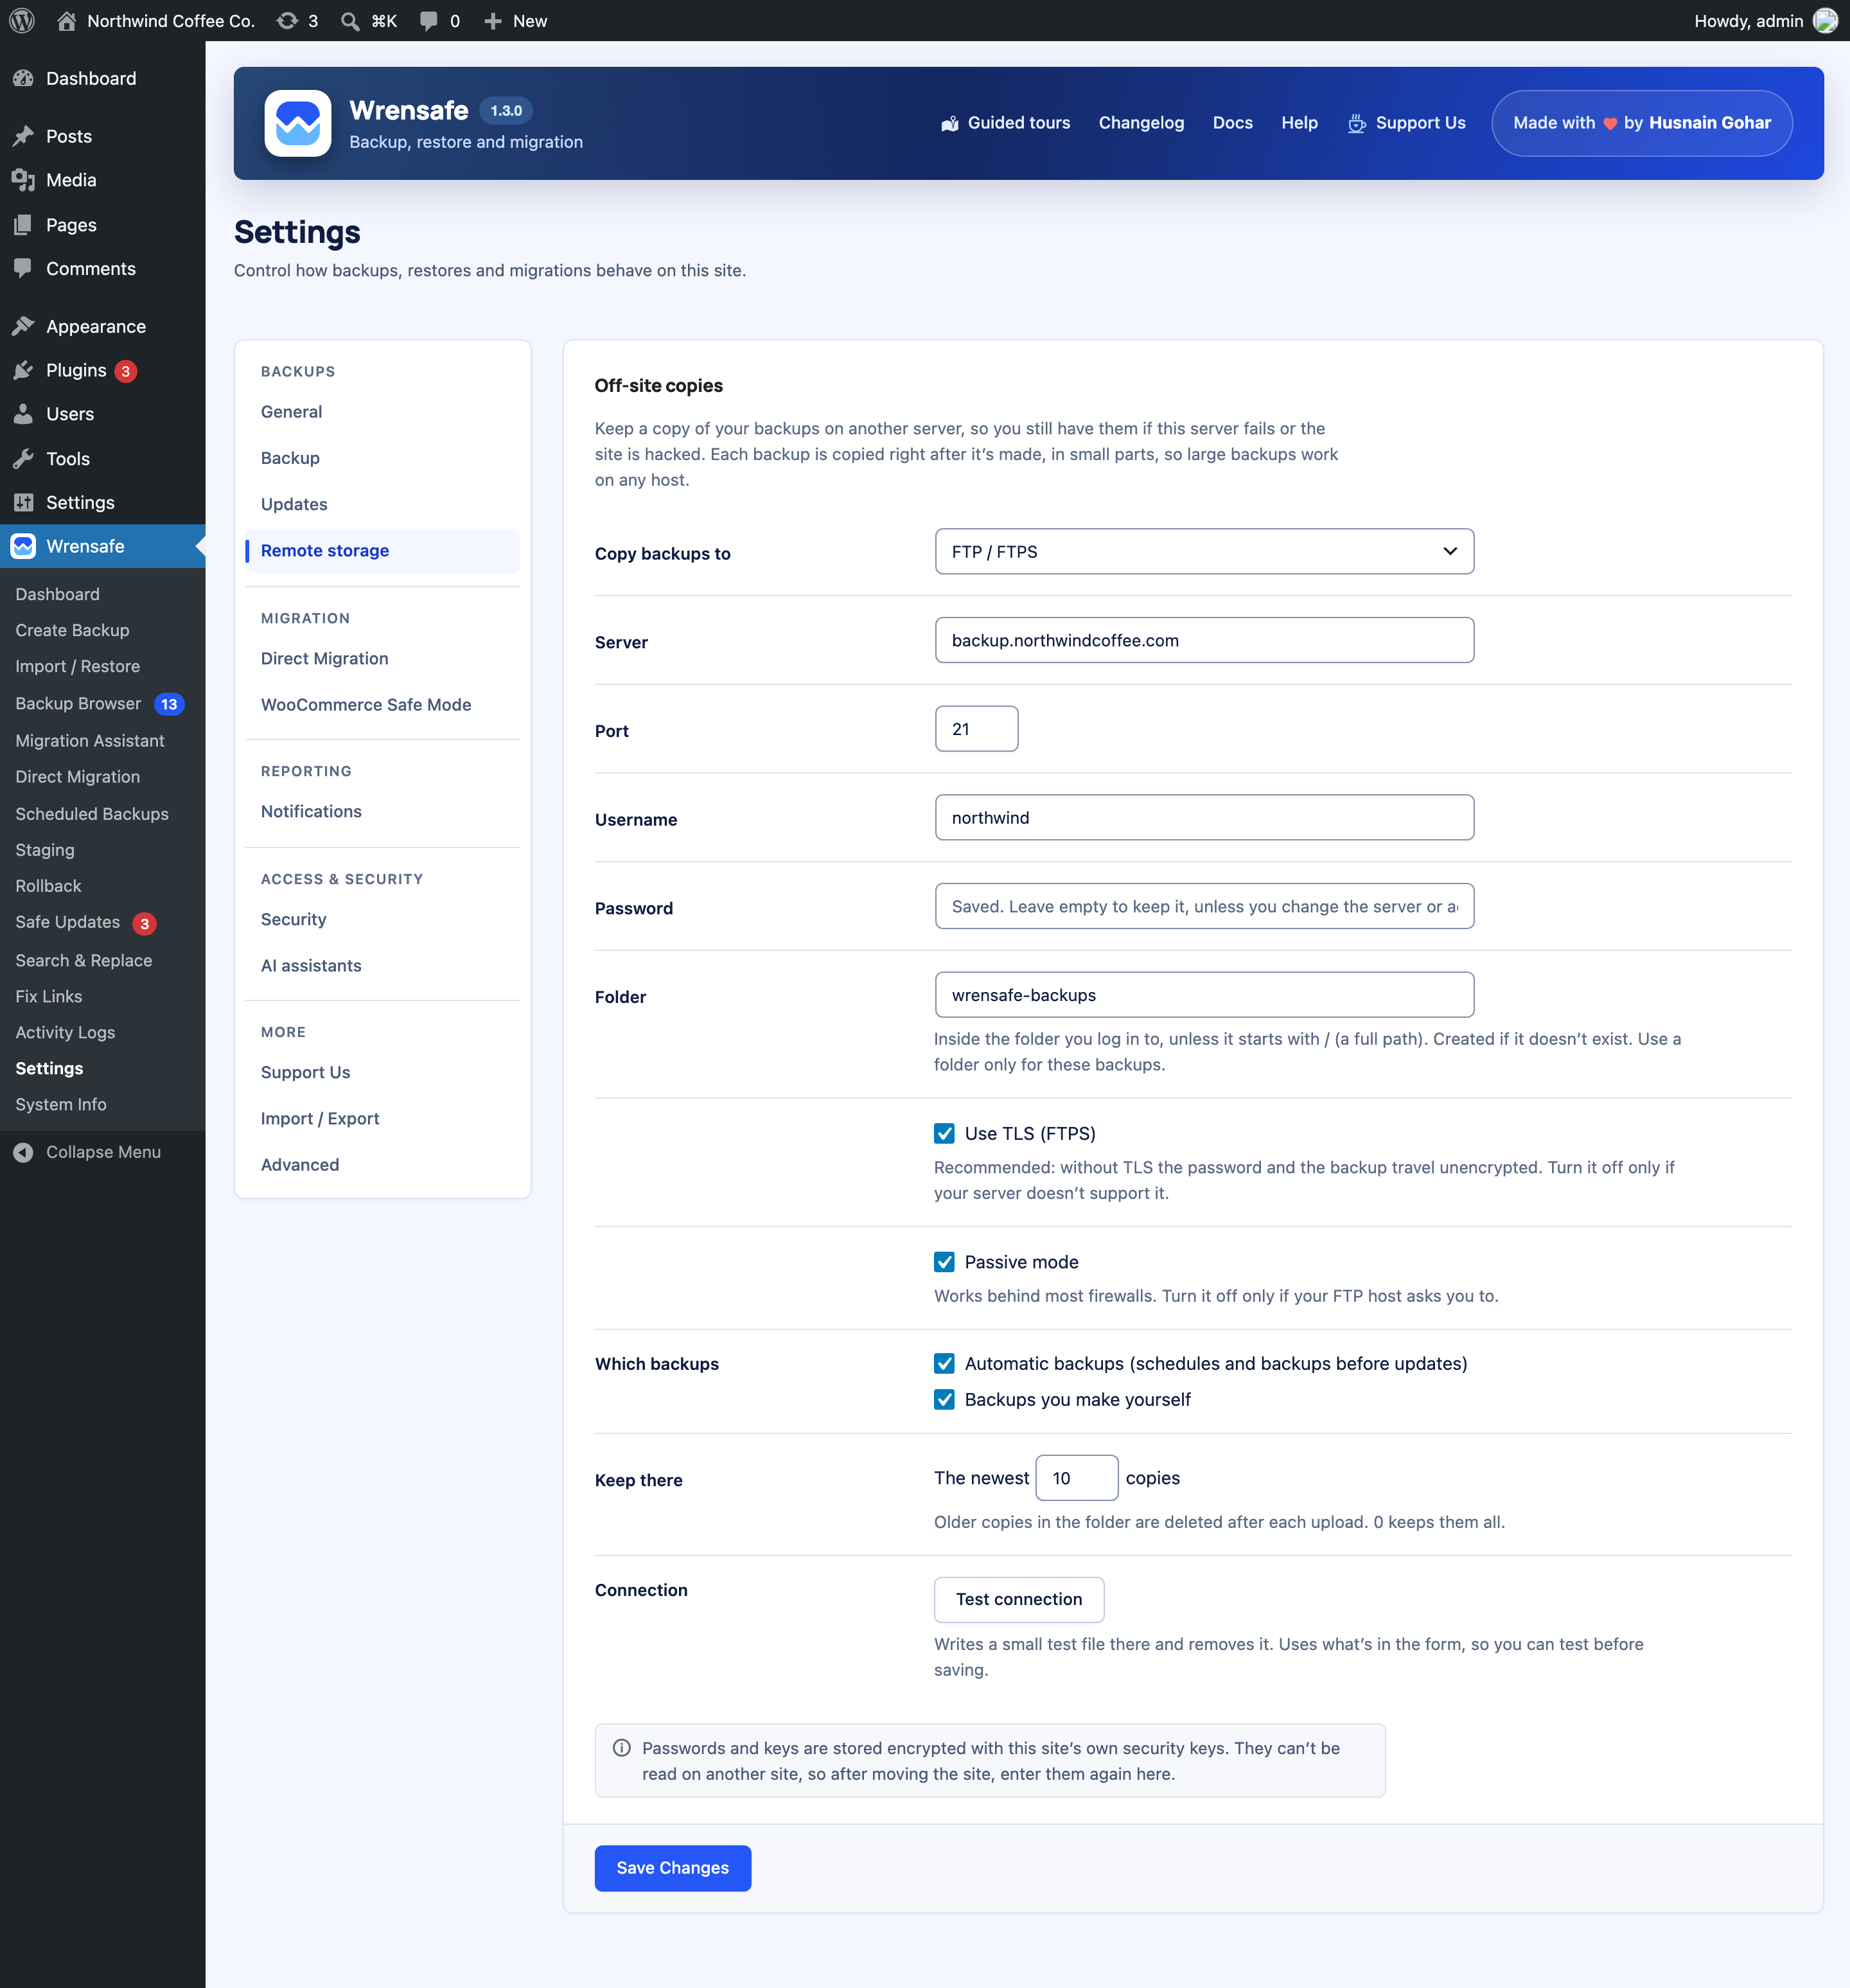 Northwind Coffee Co. 3 ⌘K 0 New Howdy, admin
Dashboard
Posts
Media
Pages
Comments
Appearance
Plugins 3
Users
Tools
Settings
Wrensafe
Dashboard
Create Backup
Import / Restore
Backup Browser 13
Migration Assistant
Direct Migration
Scheduled Backups
Staging
Rollback
Safe Updates 3
Search & Replace
Fix Links
Activity Logs
Settings
System Info
Collapse Menu
Wrensafe 1.3.0
Backup, restore and migration
Guided tours Changelog Docs Help Support Us Made with ❤ by Husnain Gohar
Settings
Control how backups, restores and migrations behave on this site.
BACKUPS
General
Backup
Updates
Remote storage
MIGRATION
Direct Migration
WooCommerce Safe Mode
REPORTING
Notifications
ACCESS & SECURITY
Security
AI assistants
MORE
Support Us
Import / Export
Advanced
Off-site copies
Keep a copy of your backups on another server, so you still have them if this server fails or the
site is hacked. Each backup is copied right after it’s made, in small parts, so large backups work
on any host.
Copy backups to FTP / FTPS
Server backup.northwindcoffee.com
Port 21
Username northwind
Password Saved. Leave empty to keep it, unless you change the server or
Folder wrensafe-backups
Inside the folder you log in to, unless it starts with / (a full path). Created if it doesn’t exist. Use a
folder only for these backups.
Use TLS (FTPS)
Recommended: without TLS the password and the backup travel unencrypted. Turn it off only if
your server doesn’t support it.
Passive mode
Works behind most firewalls. Turn it off only if your FTP host asks you to.
Which backups Automatic backups (schedules and backups before updates)
Backups you make yourself
Keep there The newest 10 copies
Older copies in the folder are deleted after each upload. 0 keeps them all.
Connection Test connection
Writes a small test file there and removes it. Uses what’s in the form, so you can test before
saving.
Passwords and keys are stored encrypted with this site’s own security keys. They can’t be
read on another site, so after moving the site, enter them again here.
Save Changes